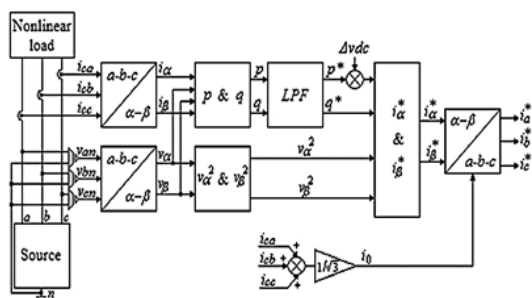 Nonlinear
load
ica
icb
icc
a-b-c
α-β
iα
iβ
p & q
p
q
LPF
p*
q*
Δvdc
iα*
&
iβ*
iα*
iβ*
α-β
a-b-c
ia*
ib*
ic*
van
vbn
vcn
a-b-c
α-β
vα
vβ
vα² & vβ²
vα²
vβ²
a b c
Source
n
ica +
icb +
icc +
1/√3
i0